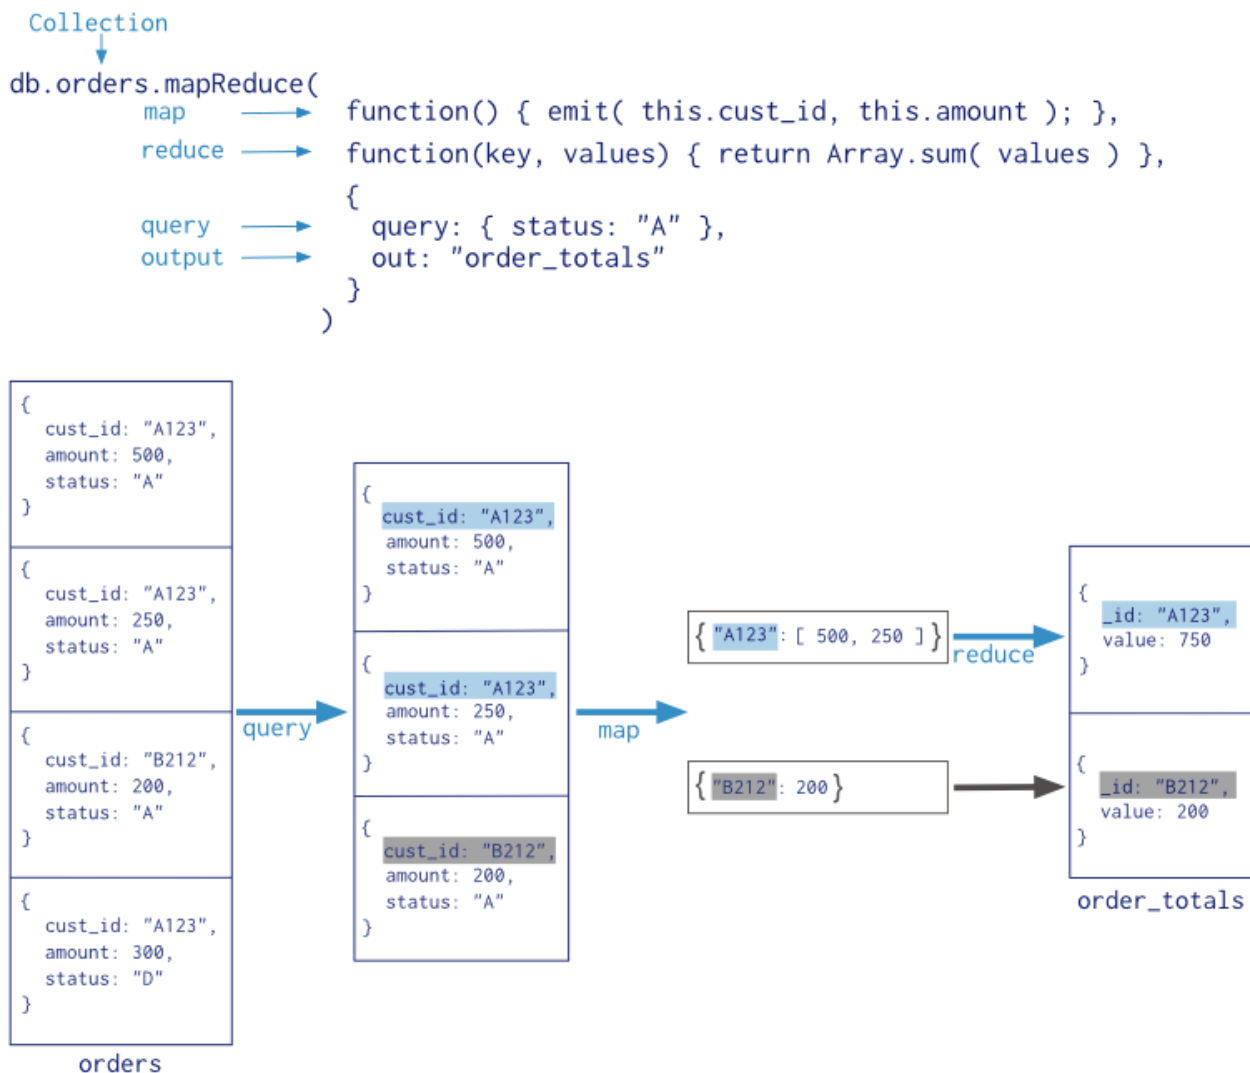 Collection
db.orders.mapReduce(
map function() { emit( this.cust_id, this.amount ); },
reduce function(key, values) { return Array.sum( values ) },
{
query query: { status: "A" },
output out: "order_totals"
}
)
{
cust_id: "A123",
amount: 500,
status: "A"
}
{
cust_id: "A123",
amount: 250,
status: "A"
}
{
cust_id: "B212",
amount: 200,
status: "A"
}
{
cust_id: "A123",
amount: 300,
status: "D"
}
orders
query
{
cust_id: "A123",
amount: 500,
status: "A"
}
{
cust_id: "A123",
amount: 250,
status: "A"
}
{
cust_id: "B212",
amount: 200,
status: "A"
}
map
{ "A123": [ 500, 250 ] }
{ "B212": 200 }
reduce
{
_id: "A123",
value: 750
}
{
_id: "B212",
value: 200
}
order_totals